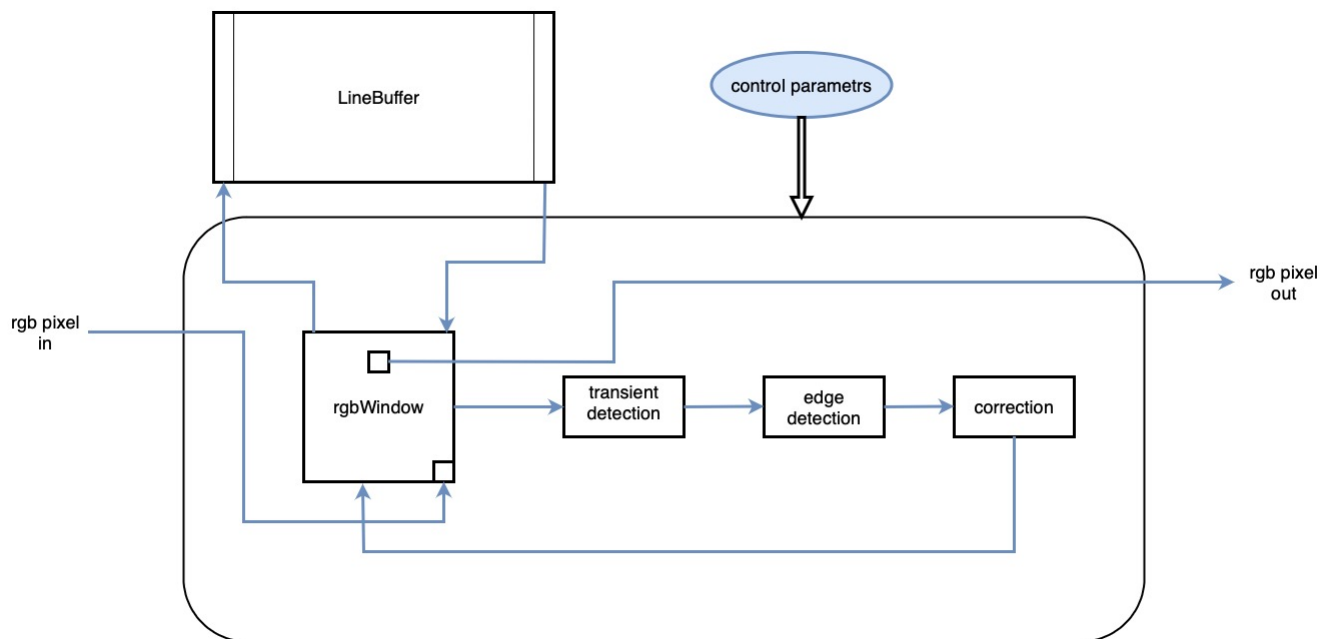 LineBuffer
control parametrs
rgb pixel
out
rgb pixel
in
rgbWindow
transient
detection
edge
detection
correction